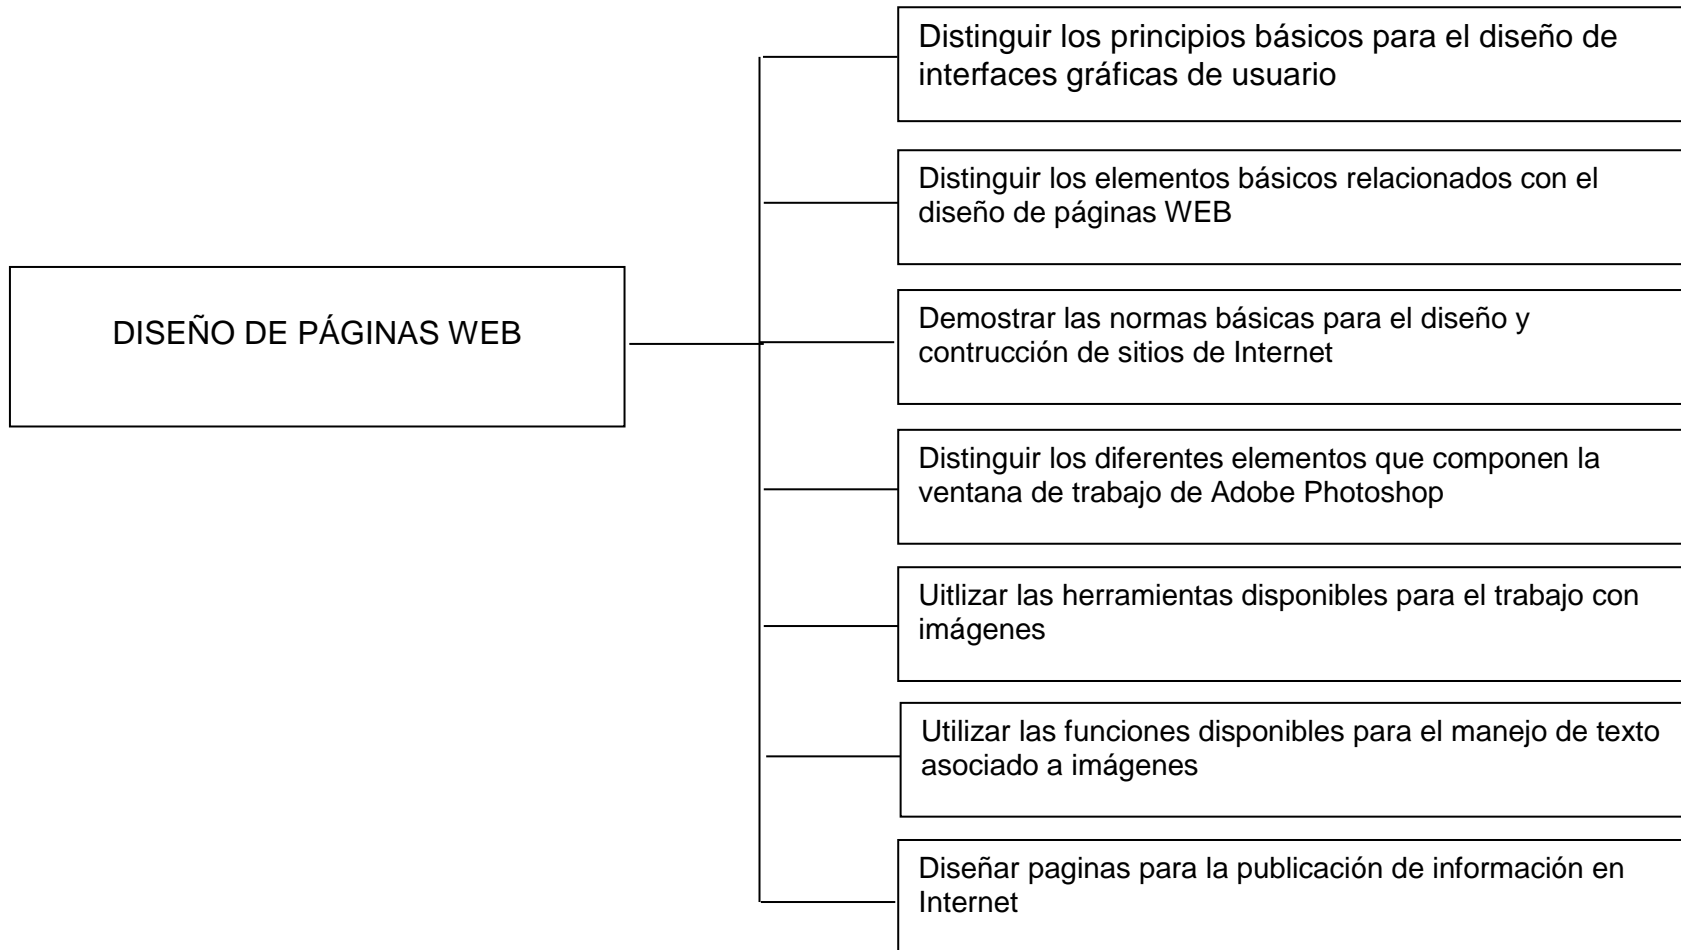 Distinguir los principios básicos para el diseño de
interfaces gráficas de usuario
Distinguir los elementos básicos relacionados con el
diseño de páginas WEB
DISEÑO DE PÁGINAS WEB
Demostrar las normas básicas para el diseño y
contrucción de sitios de Internet
Distinguir los diferentes elementos que componen la
ventana de trabajo de Adobe Photoshop
Uitlizar las herramientas disponibles para el trabajo con
imágenes
Utilizar las funciones disponibles para el manejo de texto
asociado a imágenes
Diseñar paginas para la publicación de información en
Internet